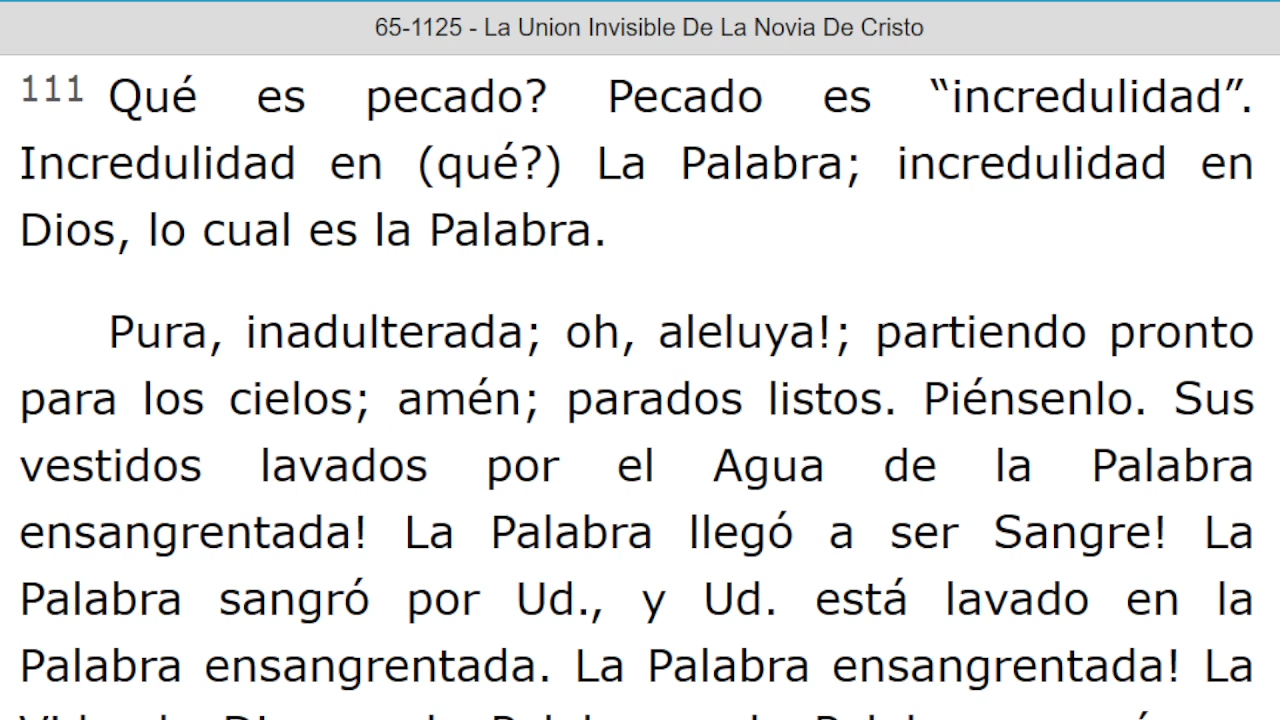 65-1125 - La Union Invisible De La Novia De Cristo
111 Qué es pecado? Pecado es “incredulidad”.
Incredulidad en (qué?) La Palabra; incredulidad en
Dios, lo cual es la Palabra.
Pura, inadulterada; oh, aleluya!; partiendo pronto
para los cielos; amén; parados listos. Piénsenlo. Sus
vestidos lavados por el Agua de la Palabra
ensangrentada! La Palabra llegó a ser Sangre! La
Palabra sangró por Ud., y Ud. está lavado en la
Palabra ensangrentada. La Palabra ensangrentada! La